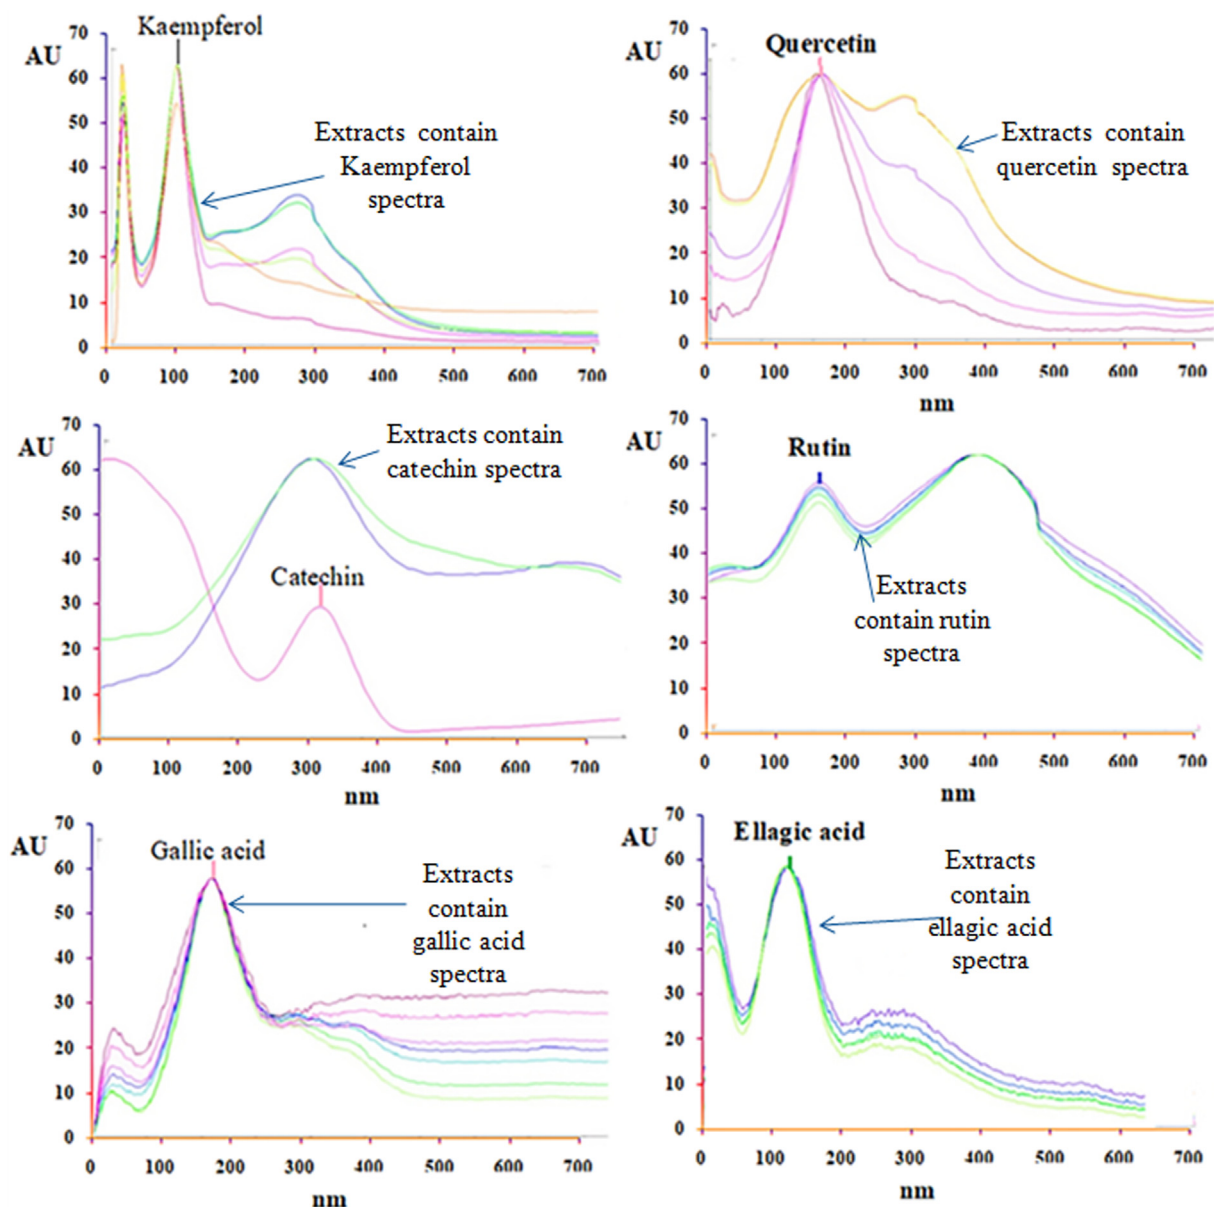 Kaempferol
AU
70
60
50
40
30
20
10
0
Extracts contain
Kaempferol
spectra
0 100 200 300 400 500 600 700
Quercetin
AU
70
60
50
40
30
20
10
0
Extracts contain
quercetin spectra
0 100 200 300 400 500 600 700
nm
AU
70
60
50
40
30
20
10
0
Extracts contain
catechin spectra
Catechin
0 100 200 300 400 500 600 700
nm
AU
70
60
50
40
30
20
10
0
Rutin
Extracts
contain rutin
spectra
0 100 200 300 400 500 600 700
nm
AU
70
60
50
40
30
20
10
0
Gallic acid
Extracts
contain
gallic acid
spectra
0 100 200 300 400 500 600 700
nm
AU
70
60
50
40
30
20
10
0
Ellagic acid
Extracts
contain
ellagic acid
spectra
0 100 200 300 400 500 600 700
nm